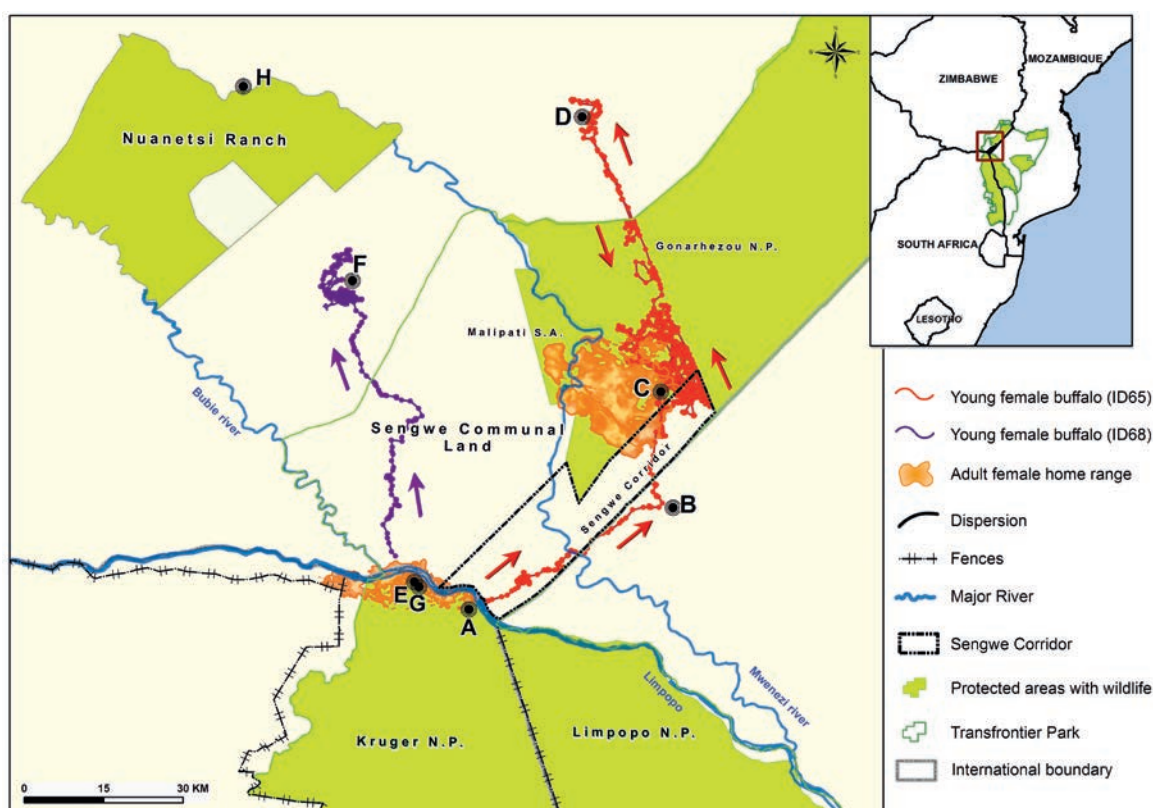 H
Nuanetsi Ranch
D
Gonarhezou N.P.
F
Malipati S.A.
C
Bubie river
Sengwe Communal
Land
Sengwe Corridor
B
E
G
A
Mwenezi river
Limpopo
Kruger N.P.
Limpopo N.P.
0 15 30 KM
N
MOZAMBIQUE
ZIMBABWE
SOUTH AFRICA
LESOTHO
Young female buffalo (ID65)
Young female buffalo (ID68)
Adult female home range
Dispersion
Fences
Major River
Sengwe Corridor
Protected areas with wildlife
Transfrontier Park
International boundary